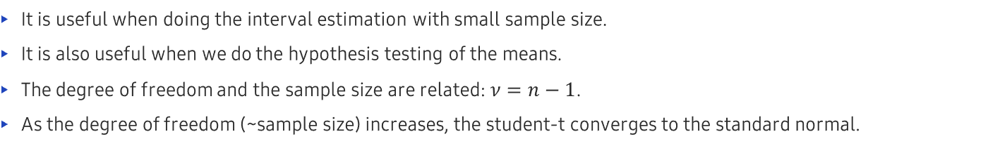 ▸ It is useful when doing the interval estimation with small sample size.
▸ It is also useful when we do the hypothesis testing of the means.
▸ The degree of freedom and the sample size are related: ν = n − 1.
▸ As the degree of freedom (~sample size) increases, the student-t converges to the standard normal.